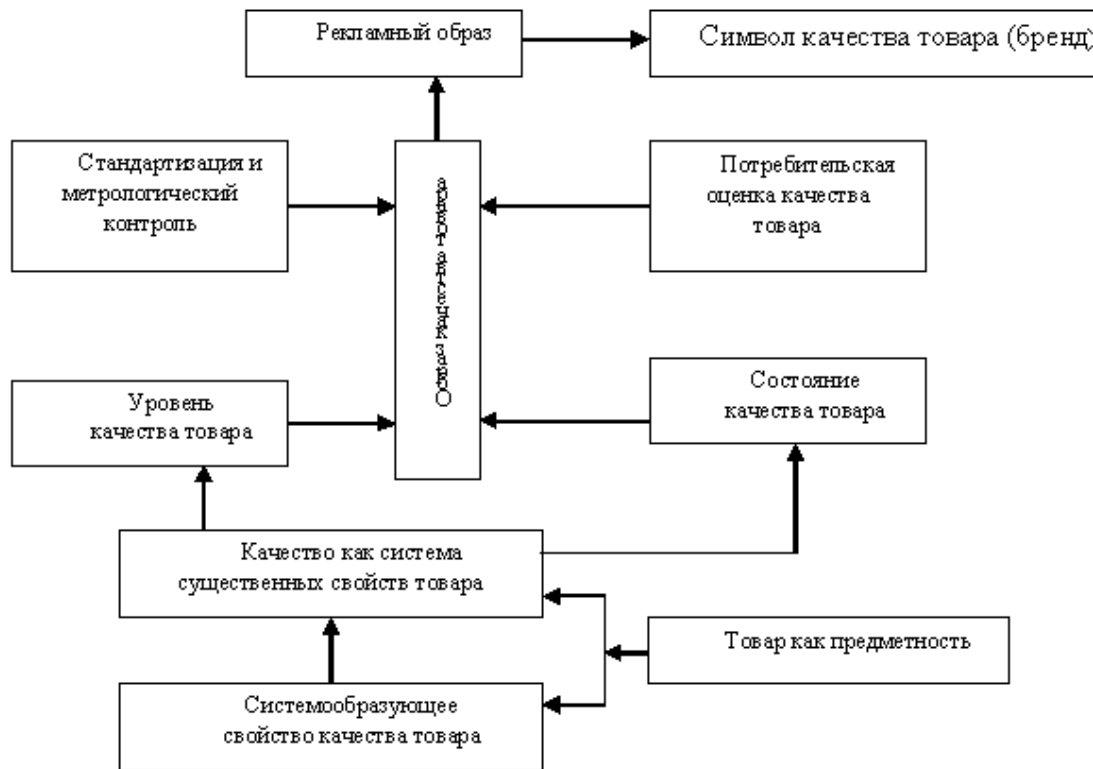 Рекламный образ
Символ качества товара (бренд)
Стандартизация и
метрологический
контроль
Образ качества товара
Потребительская
оценка качества
товара
Уровень
качества товара
Состояние
качества товара
Качество как система
существенных свойств товара
Товар как предметность
Системообразующее
свойство качества товара